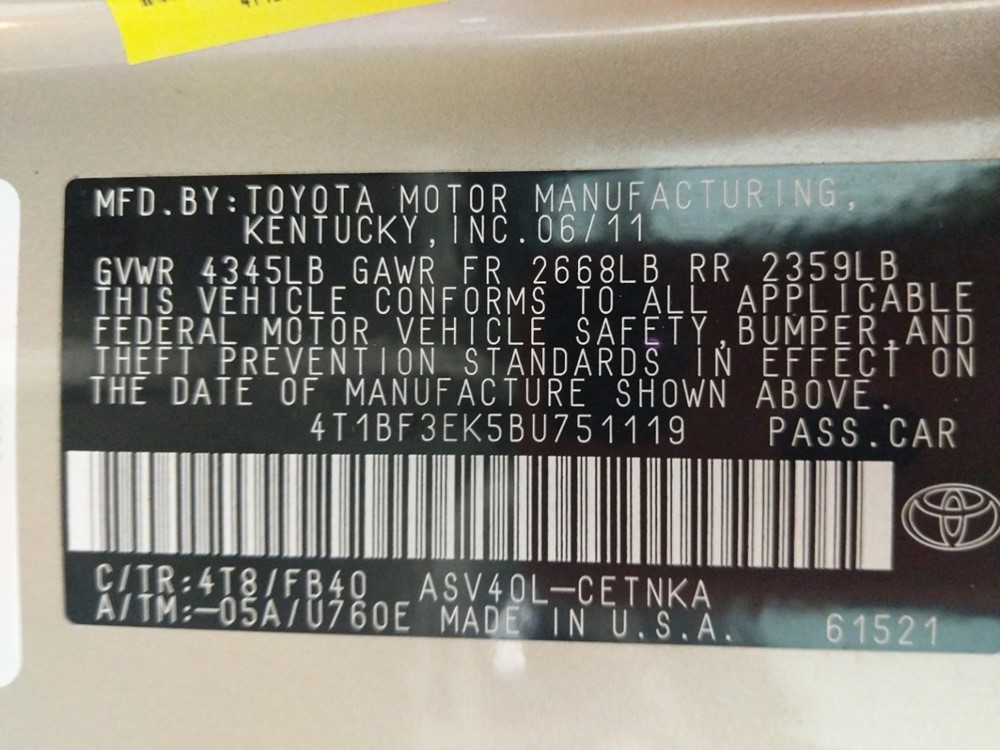 MFD.BY:TOYOTA MOTOR MANUFACTURING,
KENTUCKY,INC.06/11
GVWR 4345LB GAWR FR 2668LB RR 2359LB
THIS VEHICLE CONFORMS TO ALL APPLICABLE
FEDERAL MOTOR VEHICLE SAFETY,BUMPER,AND
THEFT PREVENTION STANDARDS IN EFFECT ON
THE DATE OF MANUFACTURE SHOWN ABOVE.
4T1BF3EK5BU751119 PASS.CAR
C/TR:4T8/FB40 ASV40L-CETNKA
A/TM:-05A/U760E MADE IN U.S.A. 61521